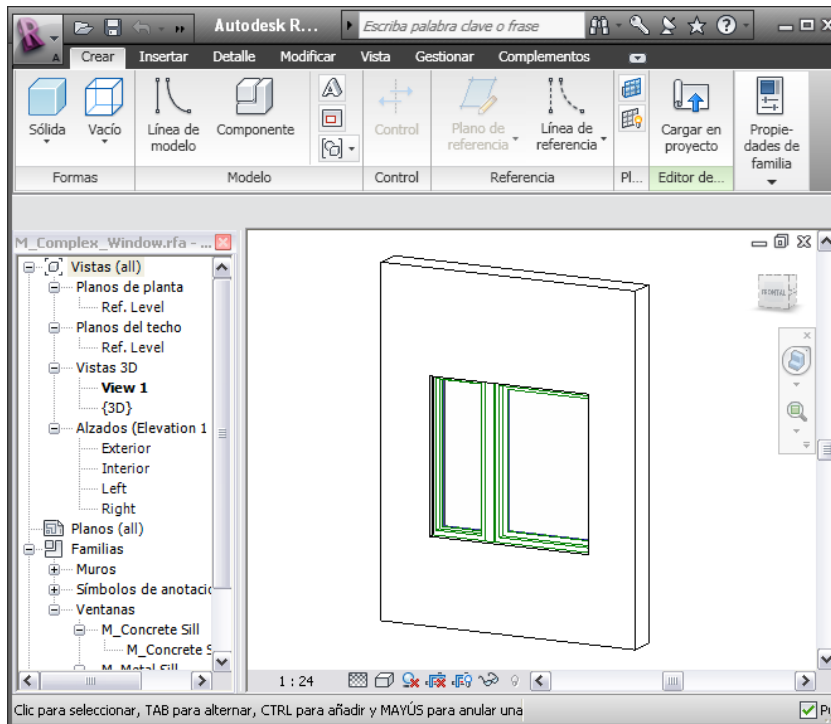 Autodesk R...
Escriba palabra clave o frase
Crear Insertar Detalle Modificar Vista Gestionar Complementos
Sólida
Vacío
Línea de modelo
Componente
Control
Plano de referencia
Línea de referencia
Cargar en proyecto
Propie-
dades de
familia
Formas Modelo Control Referencia Pl... Editor de...
M_Complex_Window.rfa - ...
Vistas (all)
Planos de planta
Ref. Level
Planos del techo
Ref. Level
Vistas 3D
View 1
{3D}
Alzados (Elevation 1
Exterior
Interior
Left
Right
Planos (all)
Familias
Muros
Símbolos de anotació
Ventanas
M_Concrete Sill
M_Concrete S
M_Metal Sill
FRONTAL
1 : 24
Clic para seleccionar, TAB para alternar, CTRL para añadir y MAYÚS para anular una